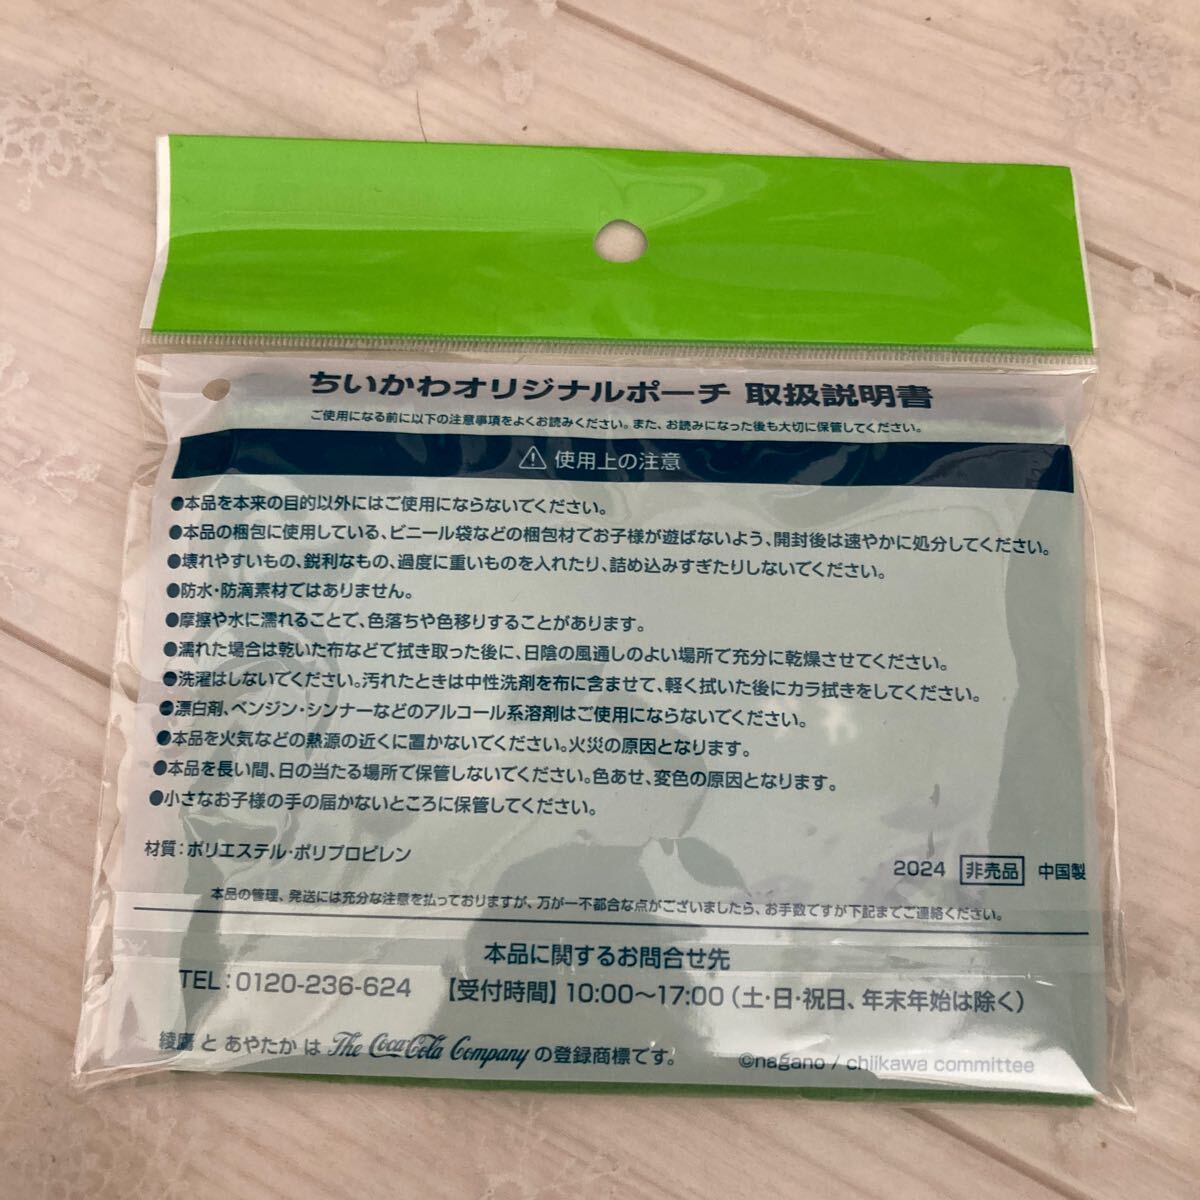 ちいかわオリジナルポーチ 取扱説明書
ご使用になる前に以下の注意事項をよくお読みください。また、お読みになった後も大切に保管してください。
⚠ 使用上の注意
●本品を本来の目的以外にはご使用にならないでください。
●本品の梱包に使用している、ビニール袋などの梱包材でお子様が遊ばないよう、開封後は速やかに処分してください。
●壊れやすいもの、鋭利なもの、過度に重いものを入れたり、詰め込みすぎたりしないでください。
●防水・防滴素材ではありません。
●摩擦や水に濡れることで、色落ちや色移りすることがあります。
●濡れた場合は乾いた布などで拭き取った後に、日陰の風通しのよい場所で充分に乾燥させてください。
●洗濯はしないでください。汚れたときは中性洗剤を布に含ませて、軽く拭いた後にカラ拭きをしてください。
●漂白剤、ベンジン・シンナーなどのアルコール系溶剤はご使用にならないでください。
●本品を火気などの熱源の近くに置かないでください。火災の原因となります。
●本品を長い間、日の当たる場所で保管しないでください。色あせ、変色の原因となります。
●小さなお子様の手の届かないところに保管してください。
材質：ポリエステル・ポリプロピレン
2024 非売品 中国製
本品の管理、発送には充分な注意を払っておりますが、万が一不都合な点がございましたら、お手数ですが下記までご連絡ください。
本品に関するお問合せ先
TEL：0120-236-624 【受付時間】10:00～17:00（土・日・祝日、年末年始は除く）
綾鷹 と あやたか は The Coca-Cola Company の登録商標です。
©nagano / chiikawa committee